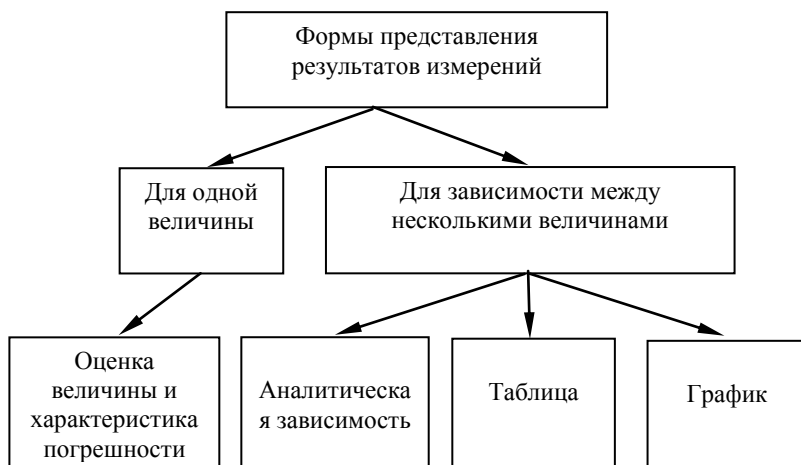 Формы представления
результатов измерений
Для одной
величины
Для зависимости между
несколькими величинами
Оценка
величины и
характеристика
погрешности
Аналитическа
я зависимость
Таблица
График